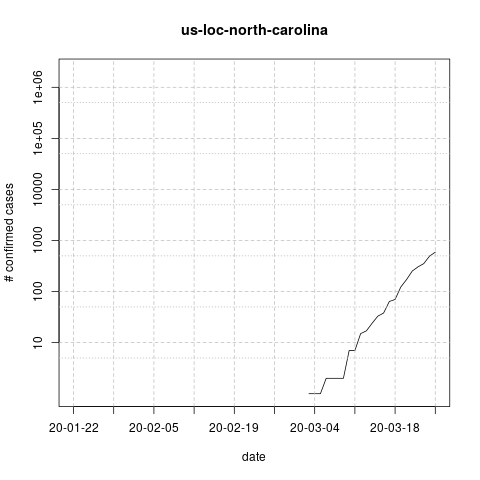 us-loc-north-carolina
# confirmed cases
1e+06
1e+05
10000
1000
100
10
20-01-22 20-02-05 20-02-19 20-03-04 20-03-18
date